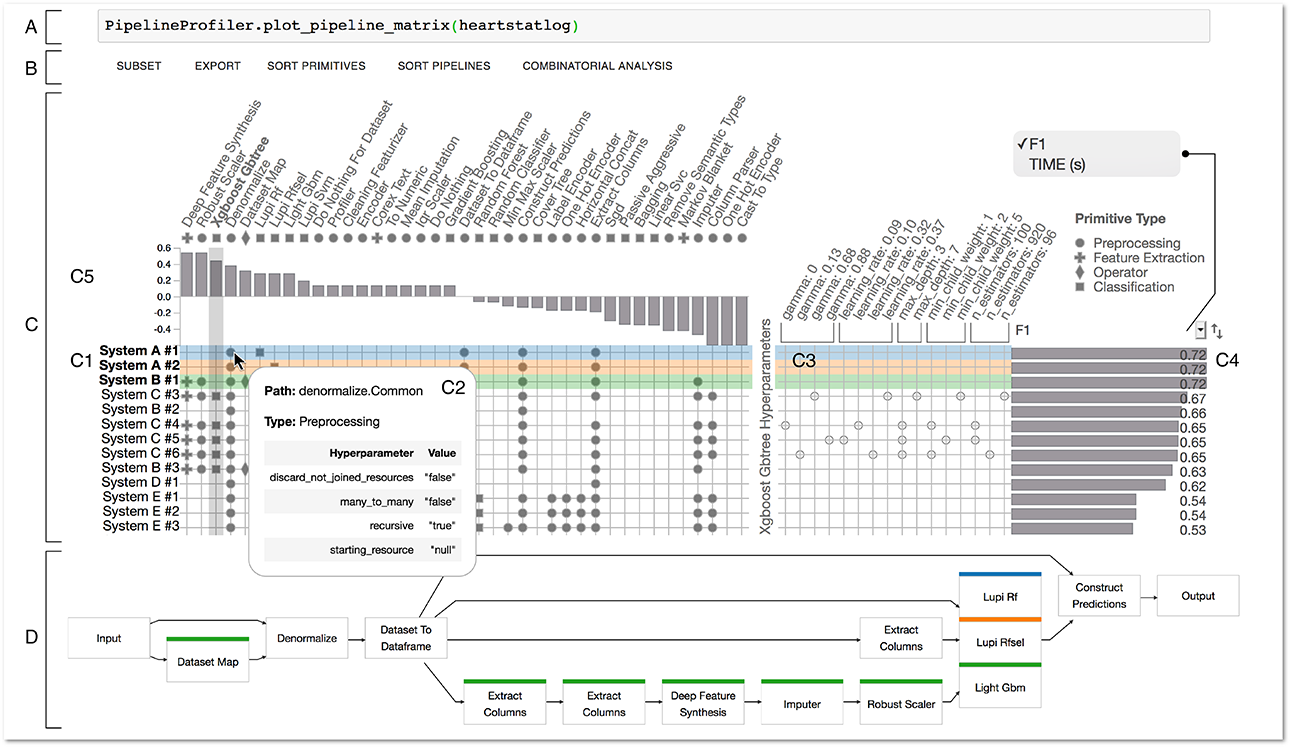 A
PipelineProfiler.plot_pipeline_matrix(heartstatlog)
B
SUBSET EXPORT SORT PRIMITIVES SORT PIPELINES COMBINATORIAL ANALYSIS
C
Deep Feature Synthesis
Robust Scaler
Xgboost Gbtree
Denormalize
Dataset Map
Lupi Rf
Lupi Rfsel
Light Gbm
Lupi Svm
Do Nothing For Dataset
Profiler
Cleaning Featurizer
Encoder
Corex Text
To Numeric
Mean Imputation
Iqr Scaler
Do Nothing
Gradient Boosting
Dataset To Dataframe
Random Forest
Random Classifier
Min Max Scaler
Construct Predictions
Cover Tree
Label Encoder
One Hot Encoder
Horizontal Concat
Extract Columns
Sgd
Passive Aggressive
Bagging
Linear Svc
Remove Semantic Types
Markov Blanket
Imputer
Column Parser
One Hot Encoder
Cast To Type
✓F1
TIME (s)
Primitive Type
Preprocessing
Feature Extraction
Operator
Classification
C5
0.6
0.4
0.2
0.0
-0.2
-0.4
gamma: 0
gamma: 0.13
gamma: 0.68
gamma: 0.88
learning_rate: 0.09
learning_rate: 0.10
learning_rate: 0.32
learning_rate: 0.37
max_depth: 3
max_depth: 7
min_child_weight: 1
min_child_weight: 2
min_child_weight: 5
n_estimators: 100
n_estimators: 920
n_estimators: 96
F1
C1
System A #1
System A #2
System B #1
System C #3
System B #2
System C #4
System C #5
System C #6
System B #3
System D #1
System E #1
System E #2
System E #3
C2
Path: denormalize.Common
Type: Preprocessing
Hyperparameter Value
discard_not_joined_resources "false"
many_to_many "false"
recursive "true"
starting_resource "null"
Xgboost Gbtree Hyperparameters
C3
C4
0.72
0.72
0.72
0.67
0.66
0.65
0.65
0.65
0.63
0.62
0.54
0.54
0.53
D
Input
Dataset Map
Denormalize
Dataset To
Dataframe
Extract
Columns
Extract
Columns
Deep Feature
Synthesis
Imputer
Robust Scaler
Extract
Columns
Lupi Rf
Lupi Rfsel
Light Gbm
Construct
Predictions
Output